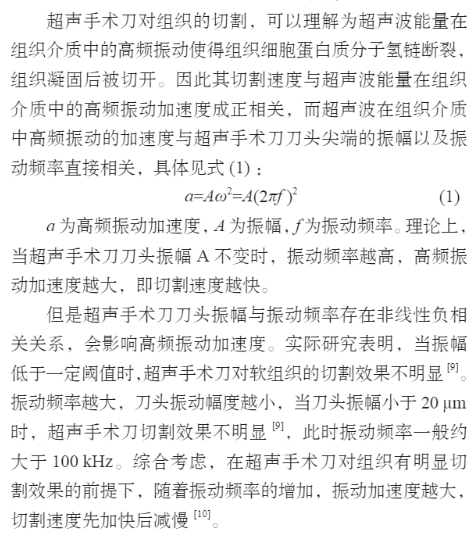 超声手术刀对组织的切割，可以理解为超声波能量在
组织介质中的高频振动使得组织细胞蛋白质分子氢链断裂，
组织凝固后被切开。因此其切割速度与超声波能量在组织
介质中的高频振动加速度成正相关，而超声波在组织介质
中高频振动的加速度与超声手术刀刀头尖端的振幅以及振
动频率直接相关，具体见式 (1)：
a=Aω²=A(2πf)² (1)
a 为高频振动加速度，A 为振幅，f 为振动频率。理论上，
当超声手术刀刀头振幅 A 不变时，振动频率越高，高频振
动加速度越大，即切割速度越快。
但是超声手术刀刀头振幅与振动频率存在非线性负相
关关系，会影响高频振动加速度。实际研究表明，当振幅
低于一定阈值时，超声手术刀对软组织的切割效果不明显 [9]。
振动频率越大，刀头振动幅度越小，当刀头振幅小于 20 μm
时，超声手术刀切割效果不明显 [9]，此时振动频率一般约
大于 100 kHz。综合考虑，在超声手术刀对组织有明显切
割效果的前提下，随着振动频率的增加，振动加速度越大，
切割速度先加快后减慢 [10]。